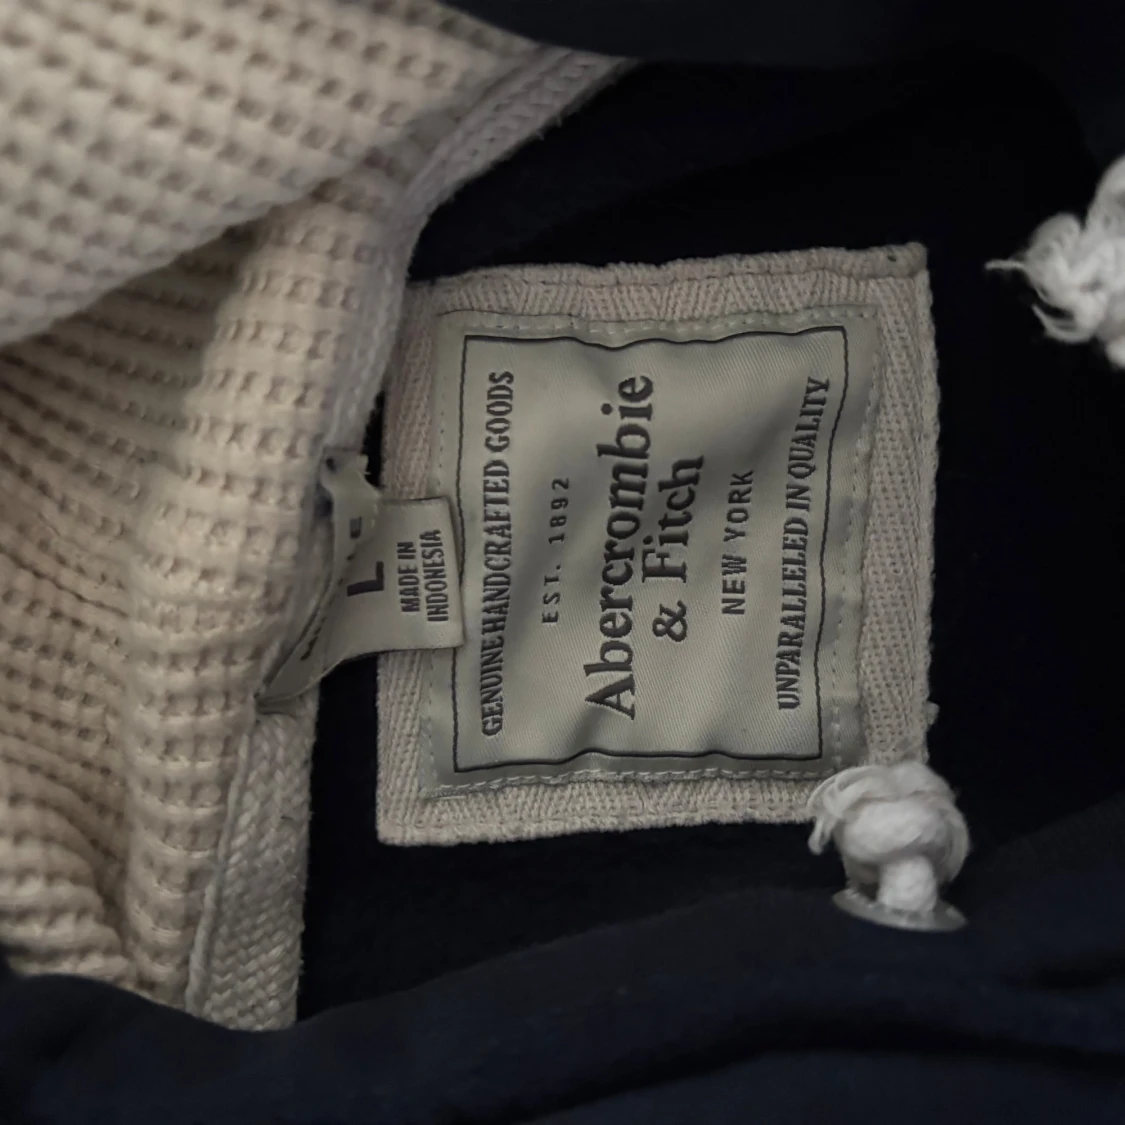 GENUINE HANDCRAFTED GOODS
EST. 1892
Abercrombie
& Fitch
NEW YORK
UNPARALLELED IN QUALITY
L
MADE IN
INDONESIA